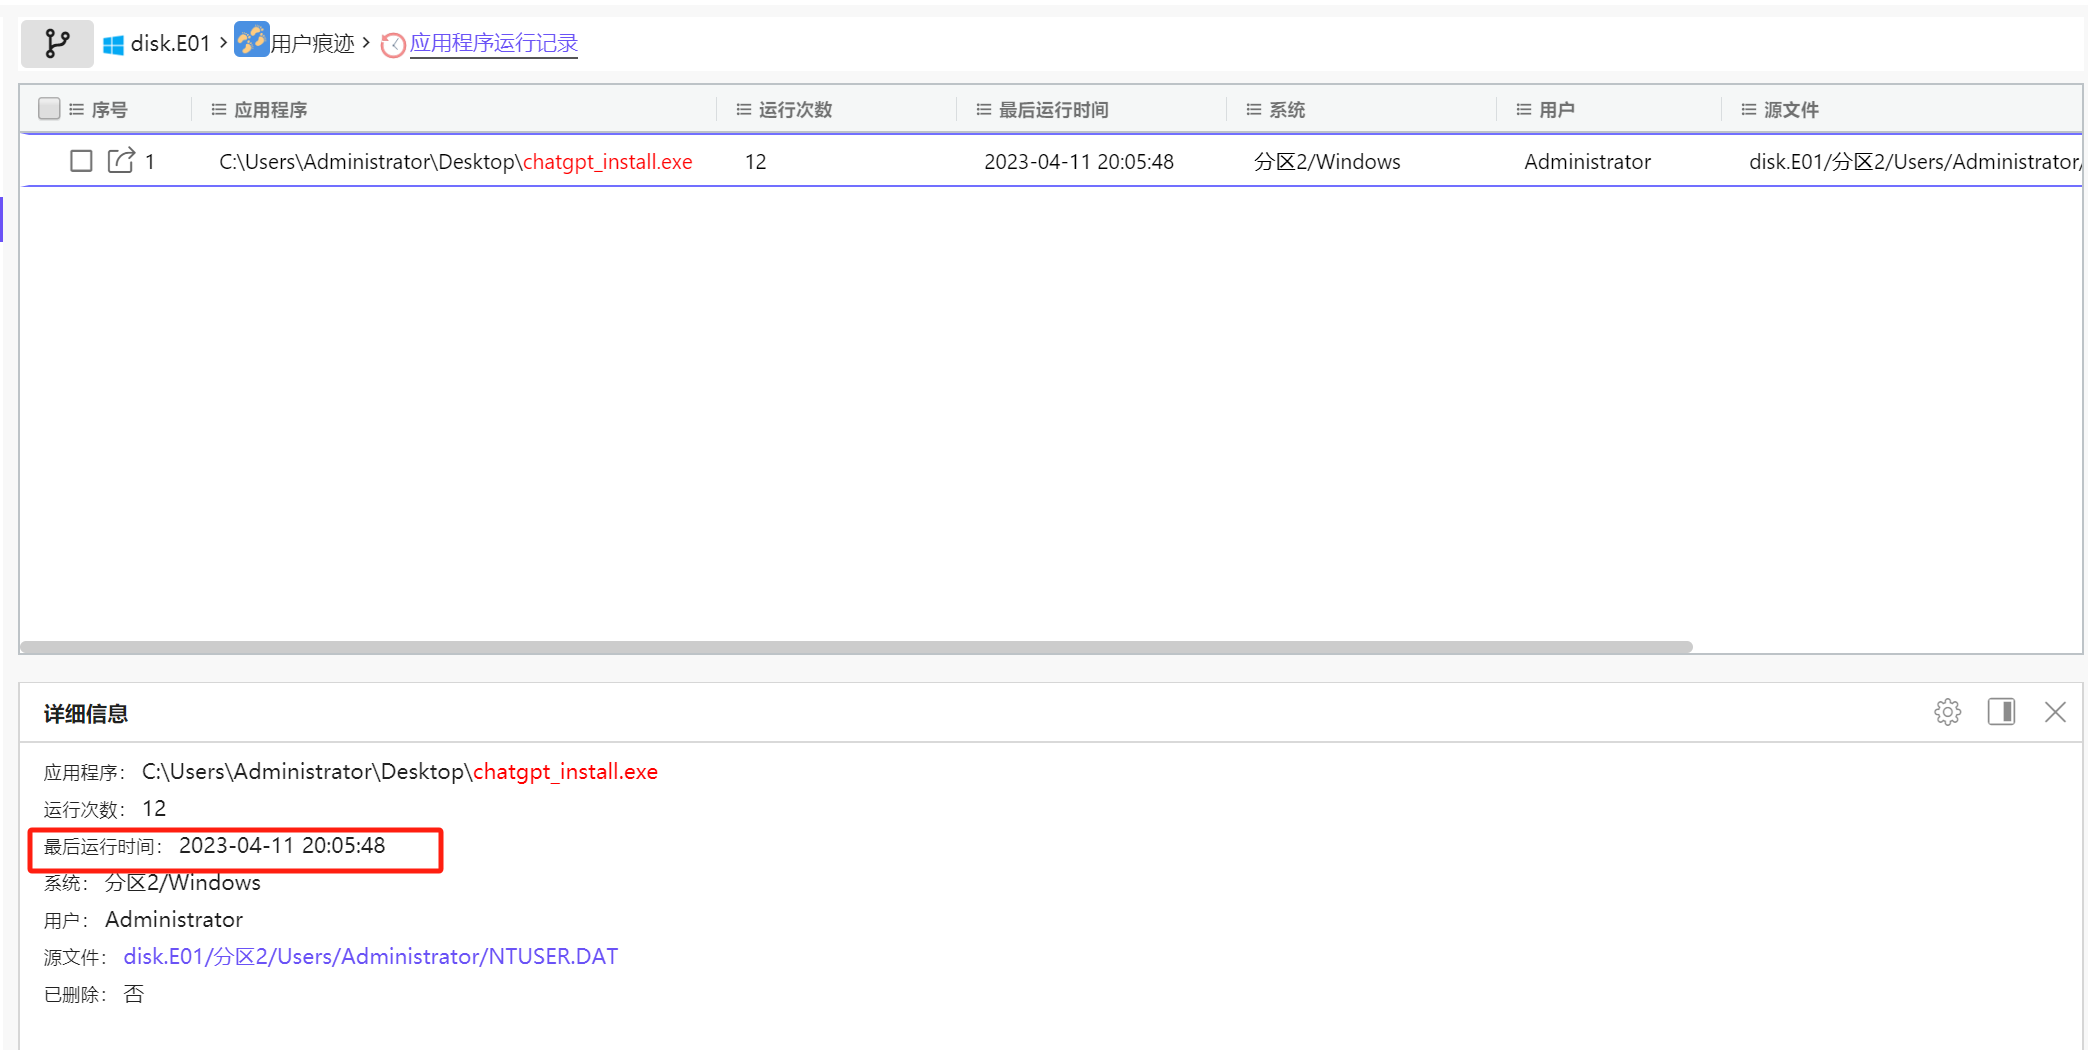 disk.E01 > 用户痕迹 > 应用程序运行记录
序号 应用程序 运行次数 最后运行时间 系统 用户 源文件
1 C:\Users\Administrator\Desktop\chatgpt_install.exe 12 2023-04-11 20:05:48 分区2/Windows Administrator disk.E01/分区2/Users/Administrator/
详细信息
应用程序: C:\Users\Administrator\Desktop\chatgpt_install.exe
运行次数: 12
最后运行时间: 2023-04-11 20:05:48
系统: 分区2/Windows
用户: Administrator
源文件: disk.E01/分区2/Users/Administrator/NTUSER.DAT
已删除: 否